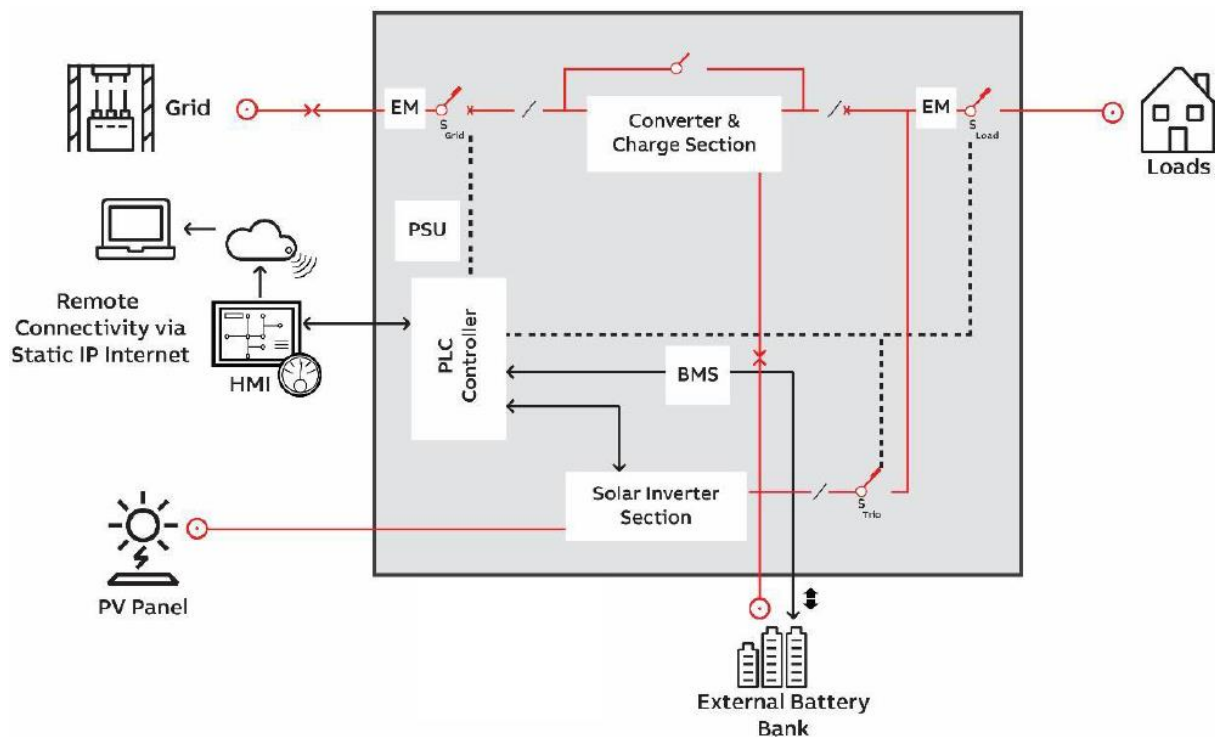 Grid
EM
S
Grid
Converter &
Charge Section
EM
S
Load
Loads
PSU
Remote
Connectivity via
Static IP Internet
HMI
PLC
Controller
BMS
Solar Inverter
Section
S
Trio
PV Panel
External Battery
Bank